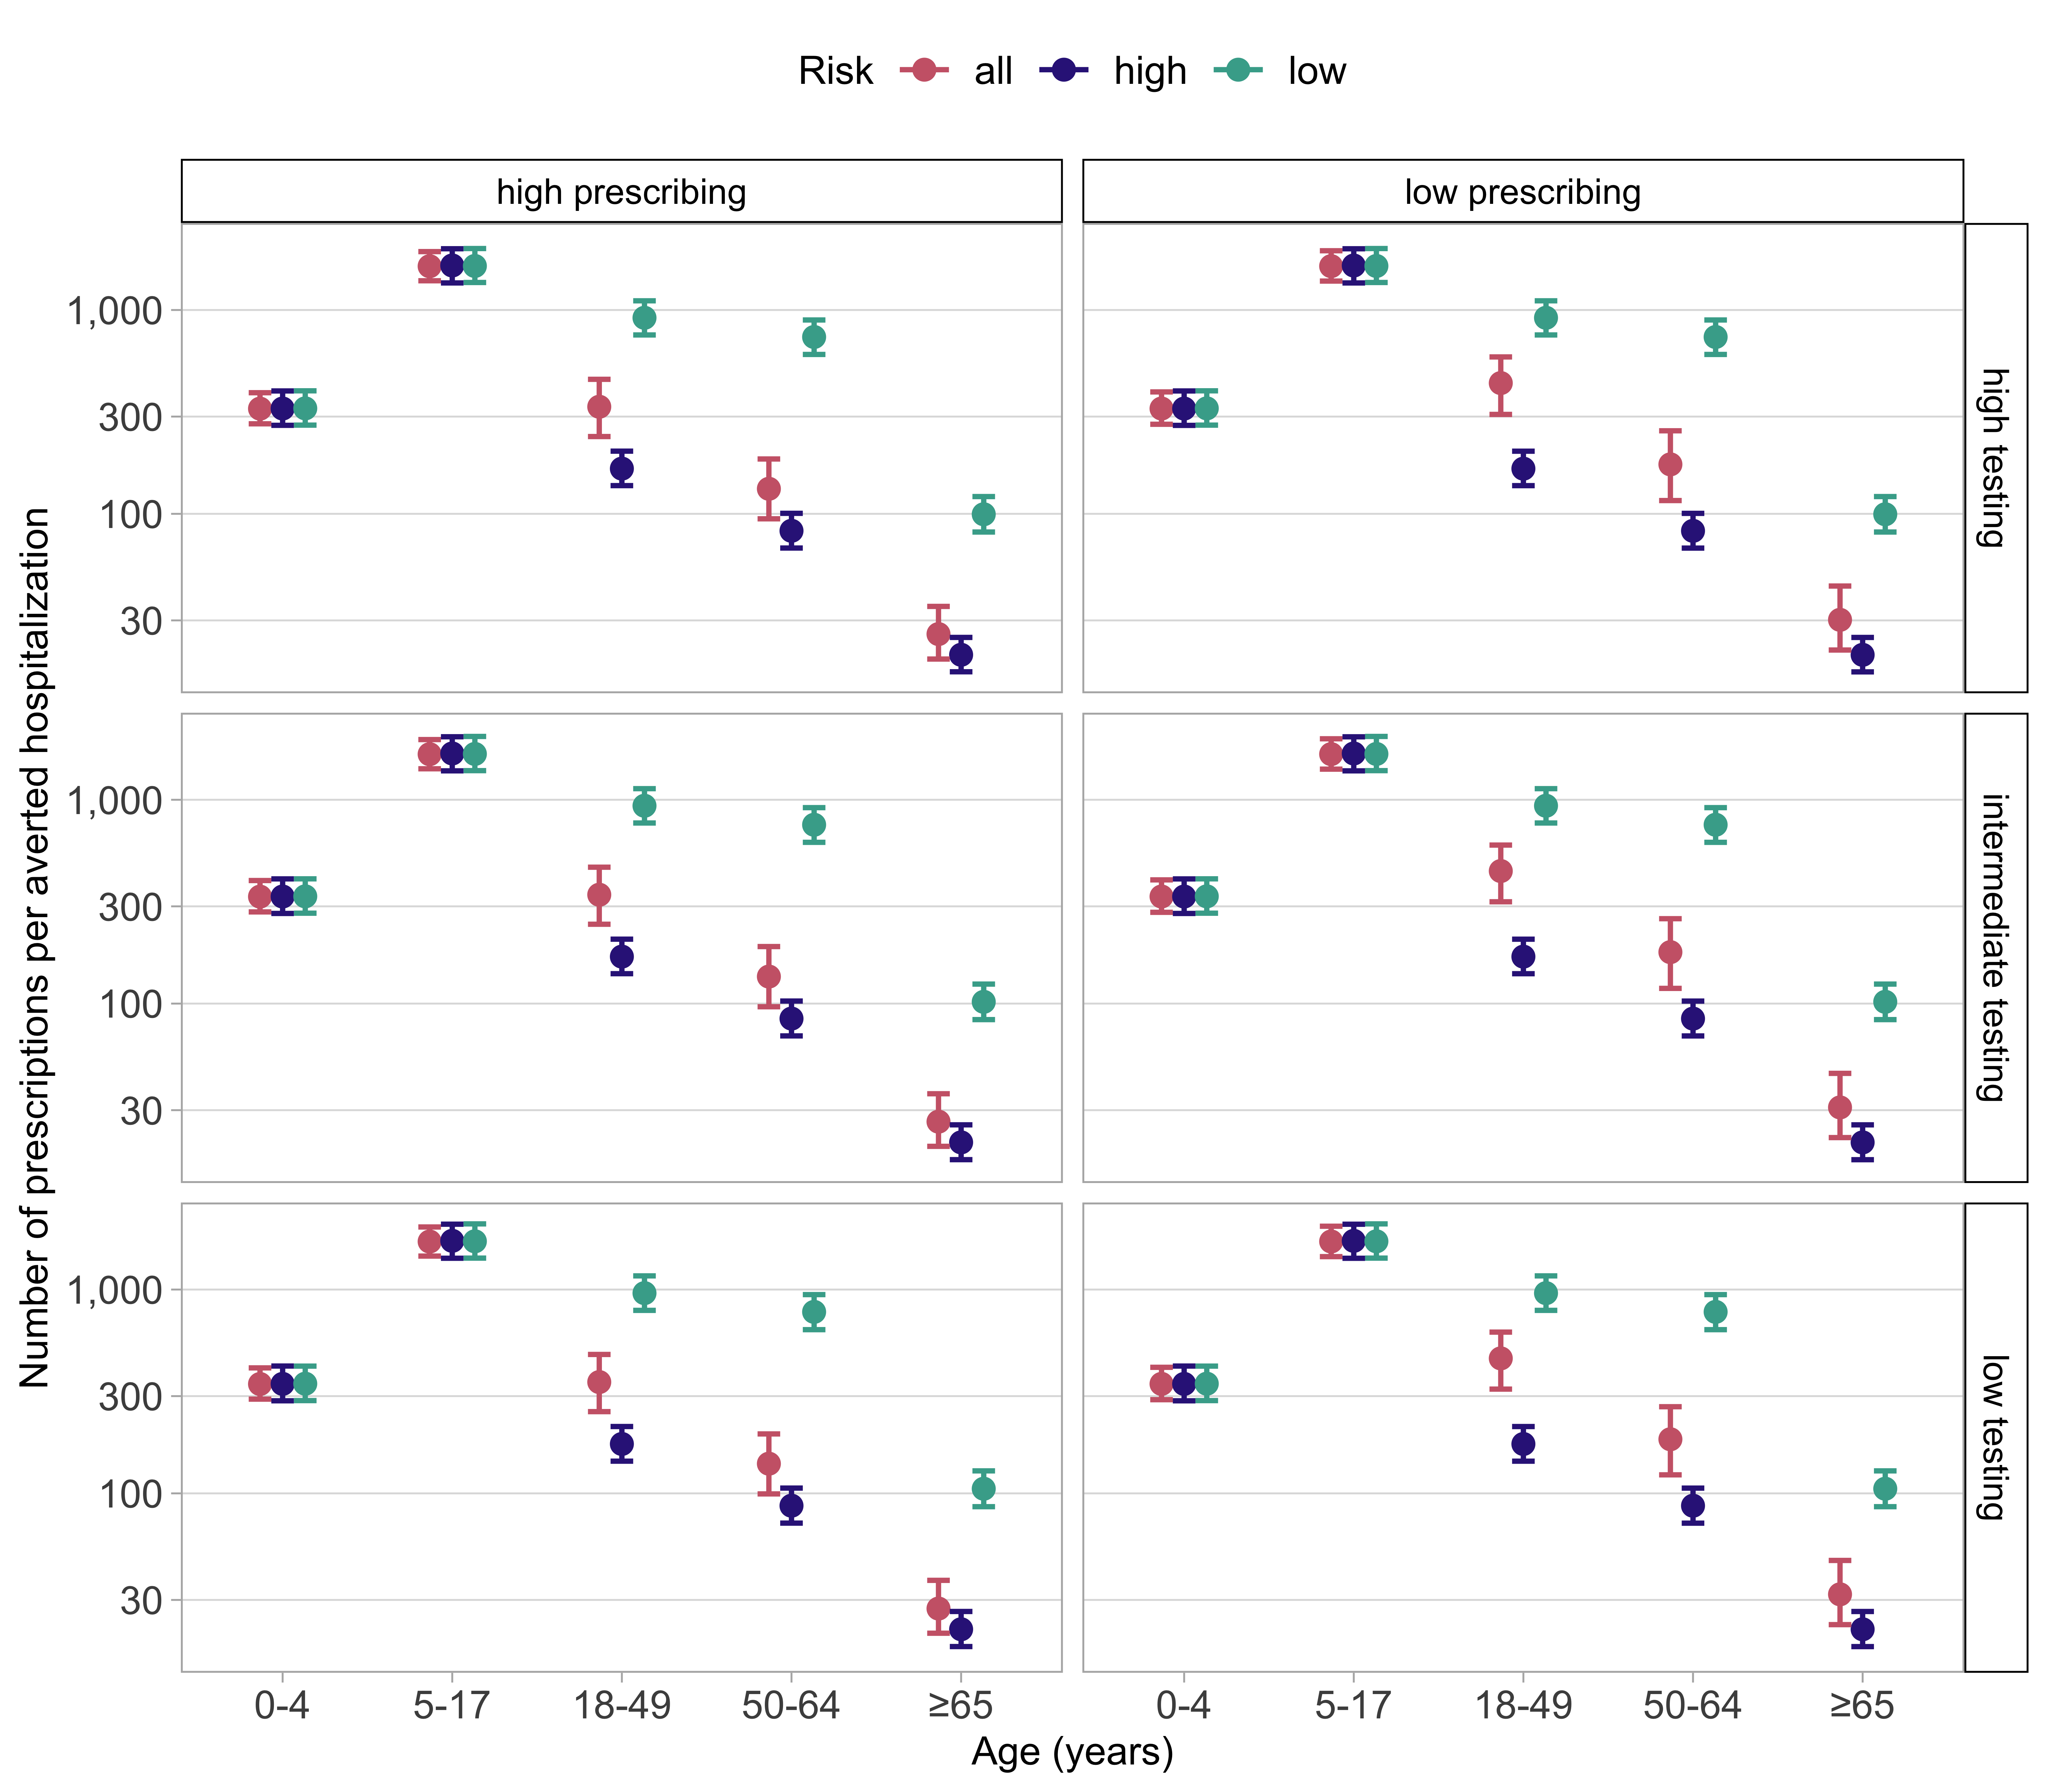 Risk all high low
high prescribing low prescribing
1,000
300
100
30
high testing
1,000
300
100
30
intermediate testing
1,000
300
100
30
low testing
Number of prescriptions per averted hospitalization
0-4 5-17 18-49 50-64 ≥65 0-4 5-17 18-49 50-64 ≥65
Age (years)